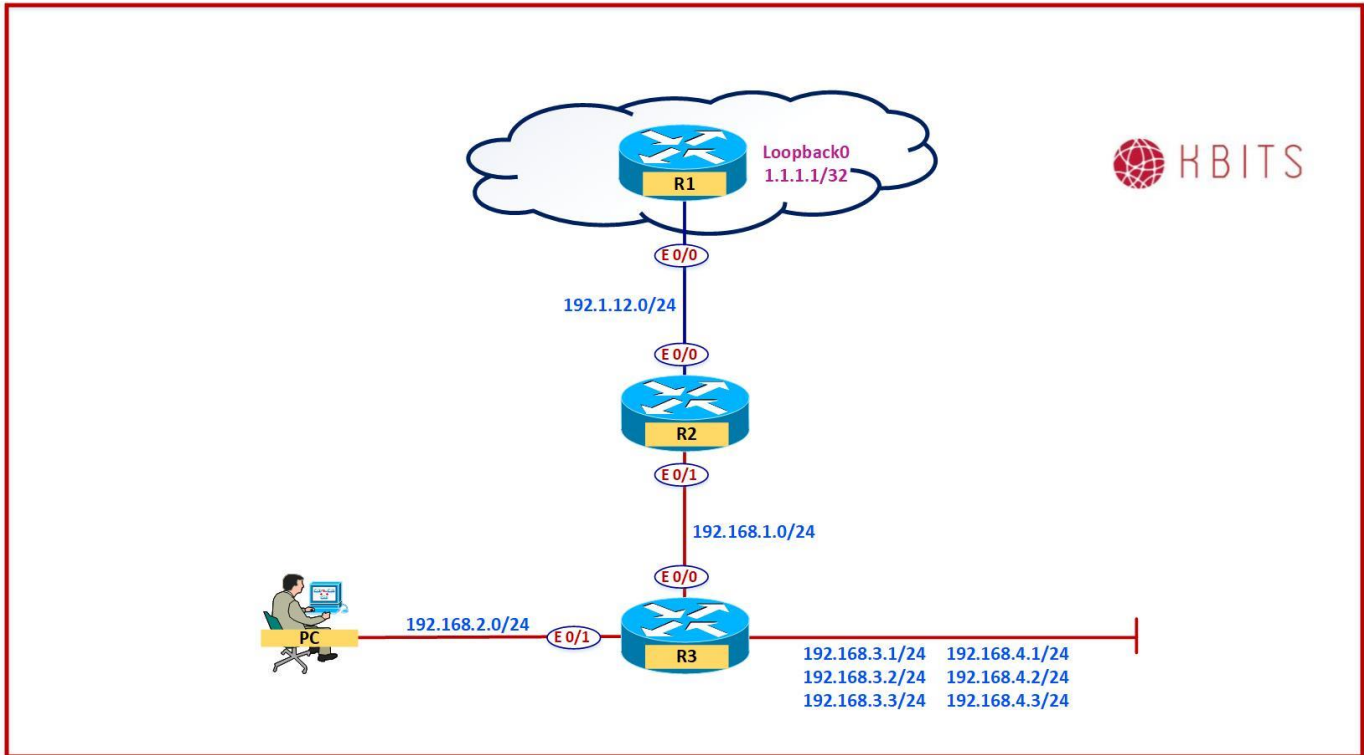 Loopback0
1.1.1.1/32
R1
KBITS
E 0/0
192.1.12.0/24
E 0/0
R2
E 0/1
192.168.1.0/24
E 0/0
192.168.2.0/24
PC
E 0/1
R3
192.168.3.1/24 192.168.4.1/24
192.168.3.2/24 192.168.4.2/24
192.168.3.3/24 192.168.4.3/24